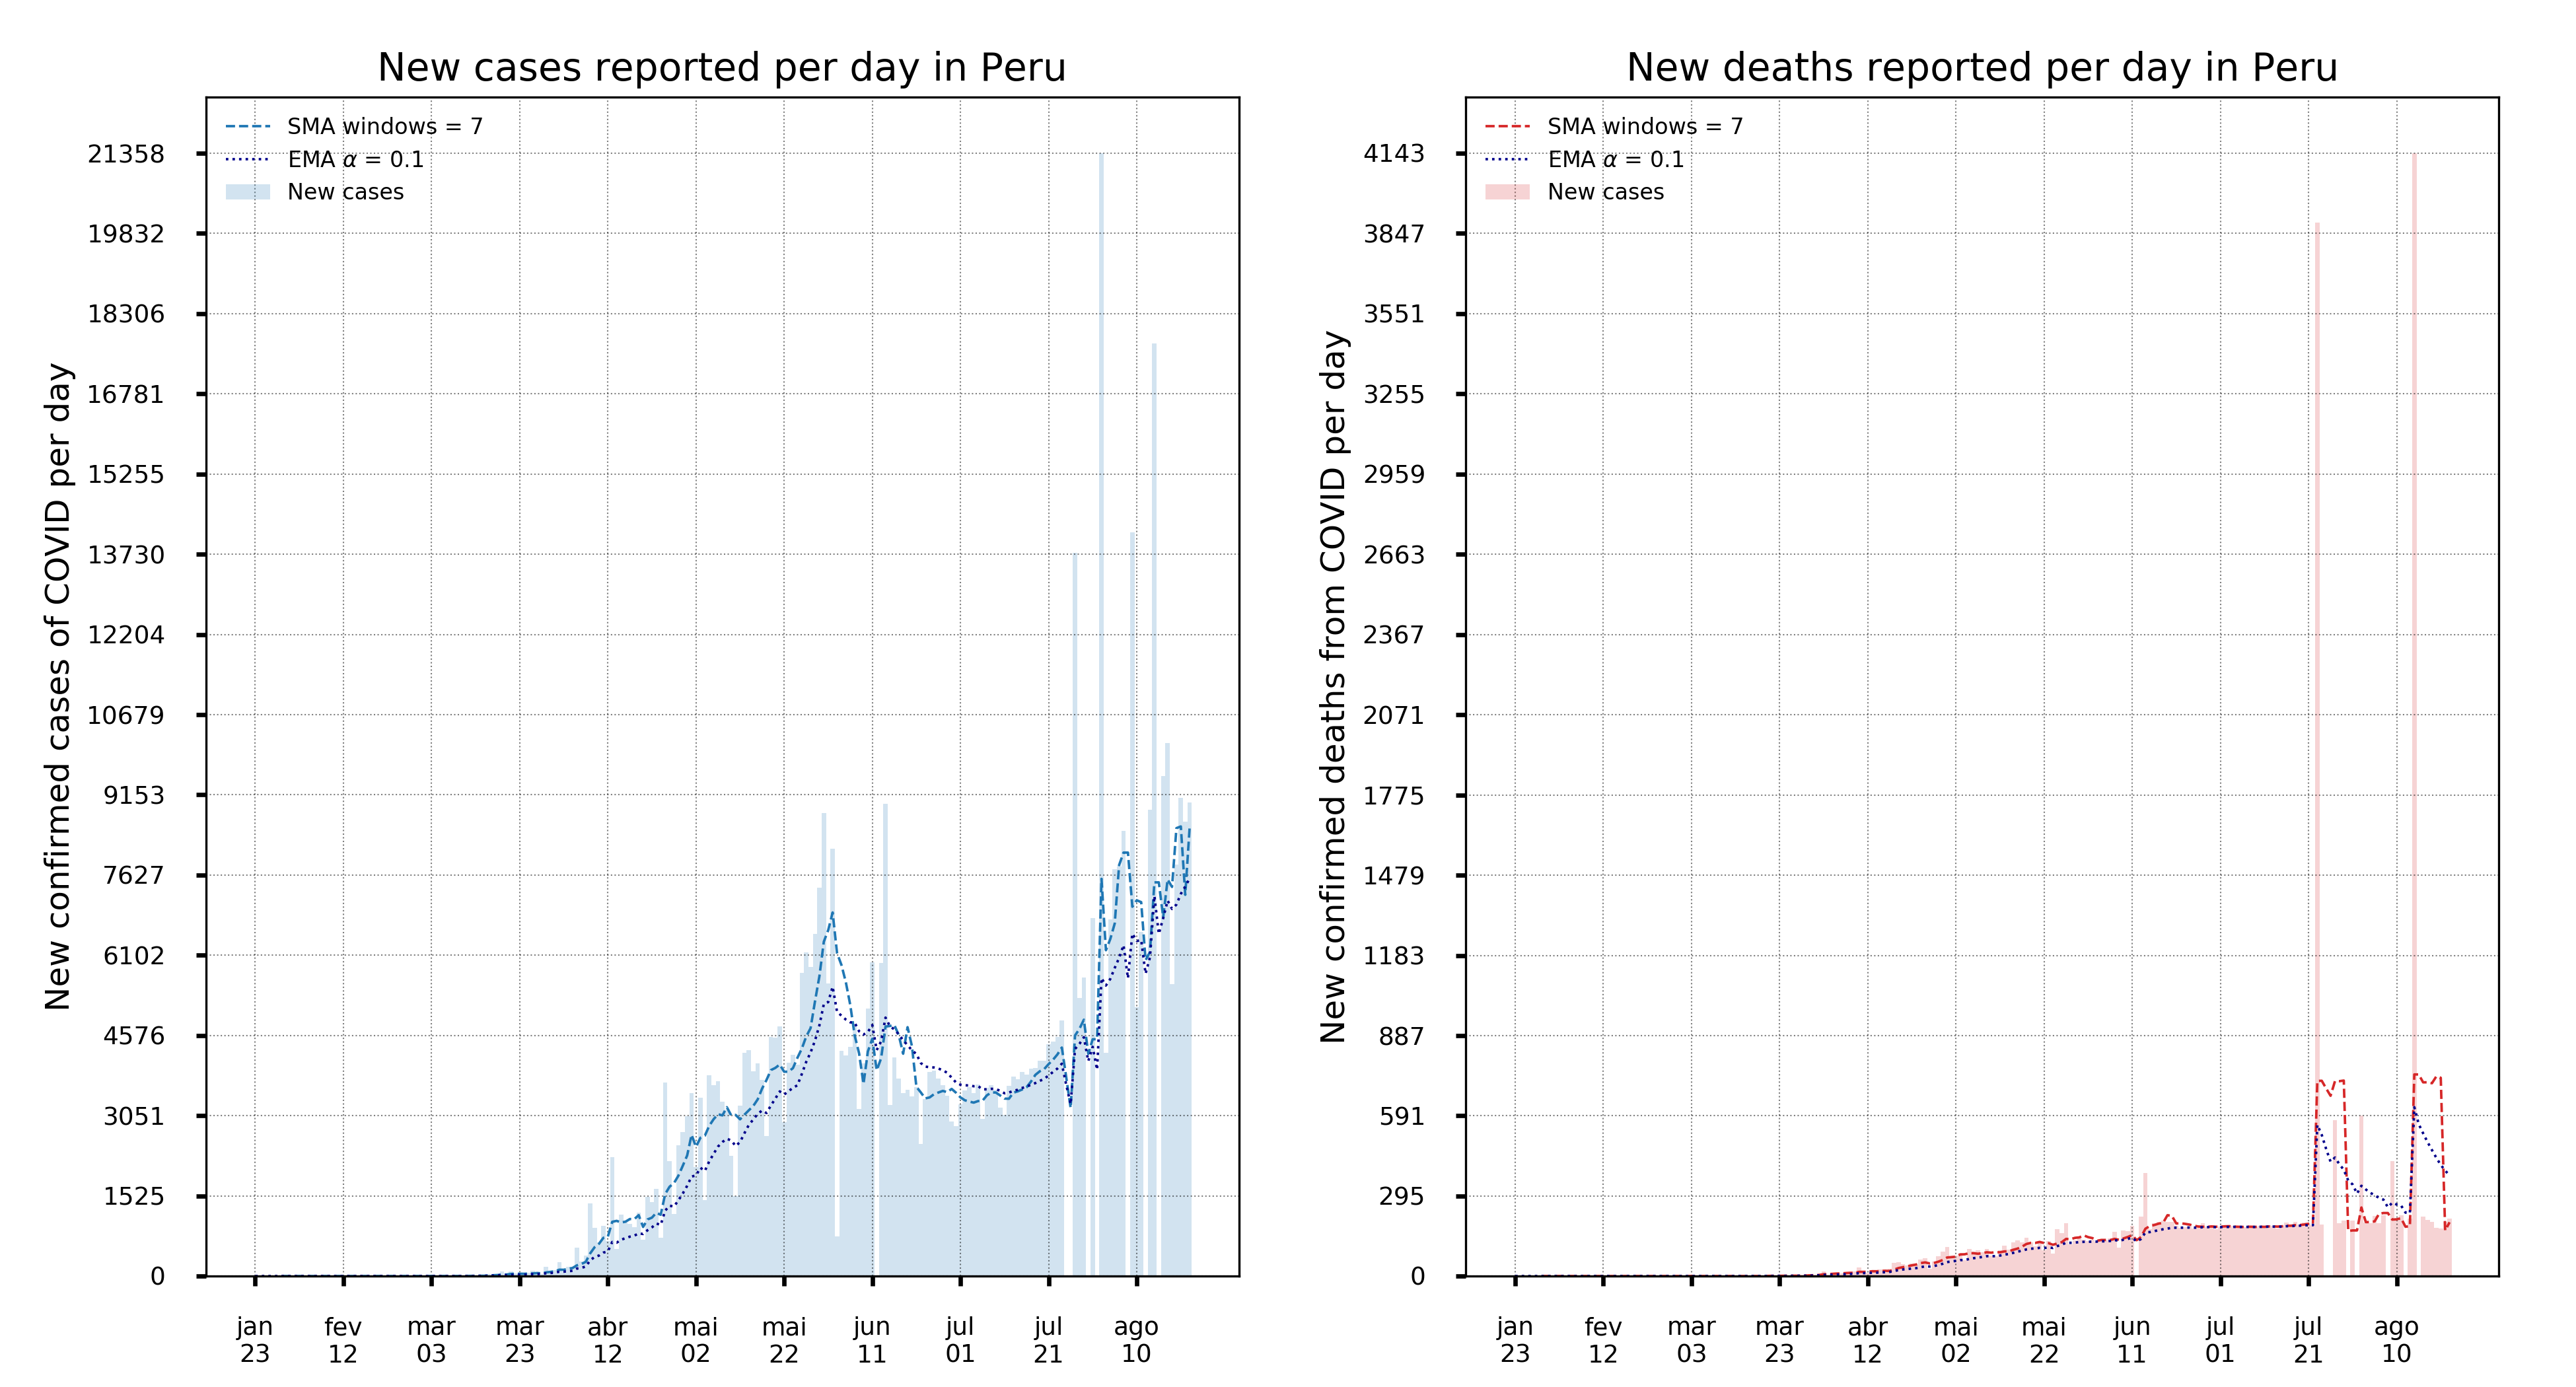 New cases reported per day in Peru
SMA windows = 7
EMA α = 0.1
New cases
New confirmed cases of COVID per day
21358
19832
18306
16781
15255
13730
12204
10679
9153
7627
6102
4576
3051
1525
0
jan 23
fev 12
mar 03
mar 23
abr 12
mai 02
mai 22
jun 11
jul 01
jul 21
ago 10
New deaths reported per day in Peru
SMA windows = 7
EMA α = 0.1
New cases
New confirmed deaths from COVID per day
4143
3847
3551
3255
2959
2663
2367
2071
1775
1479
1183
887
591
295
0
jan 23
fev 12
mar 03
mar 23
abr 12
mai 02
mai 22
jun 11
jul 01
jul 21
ago 10